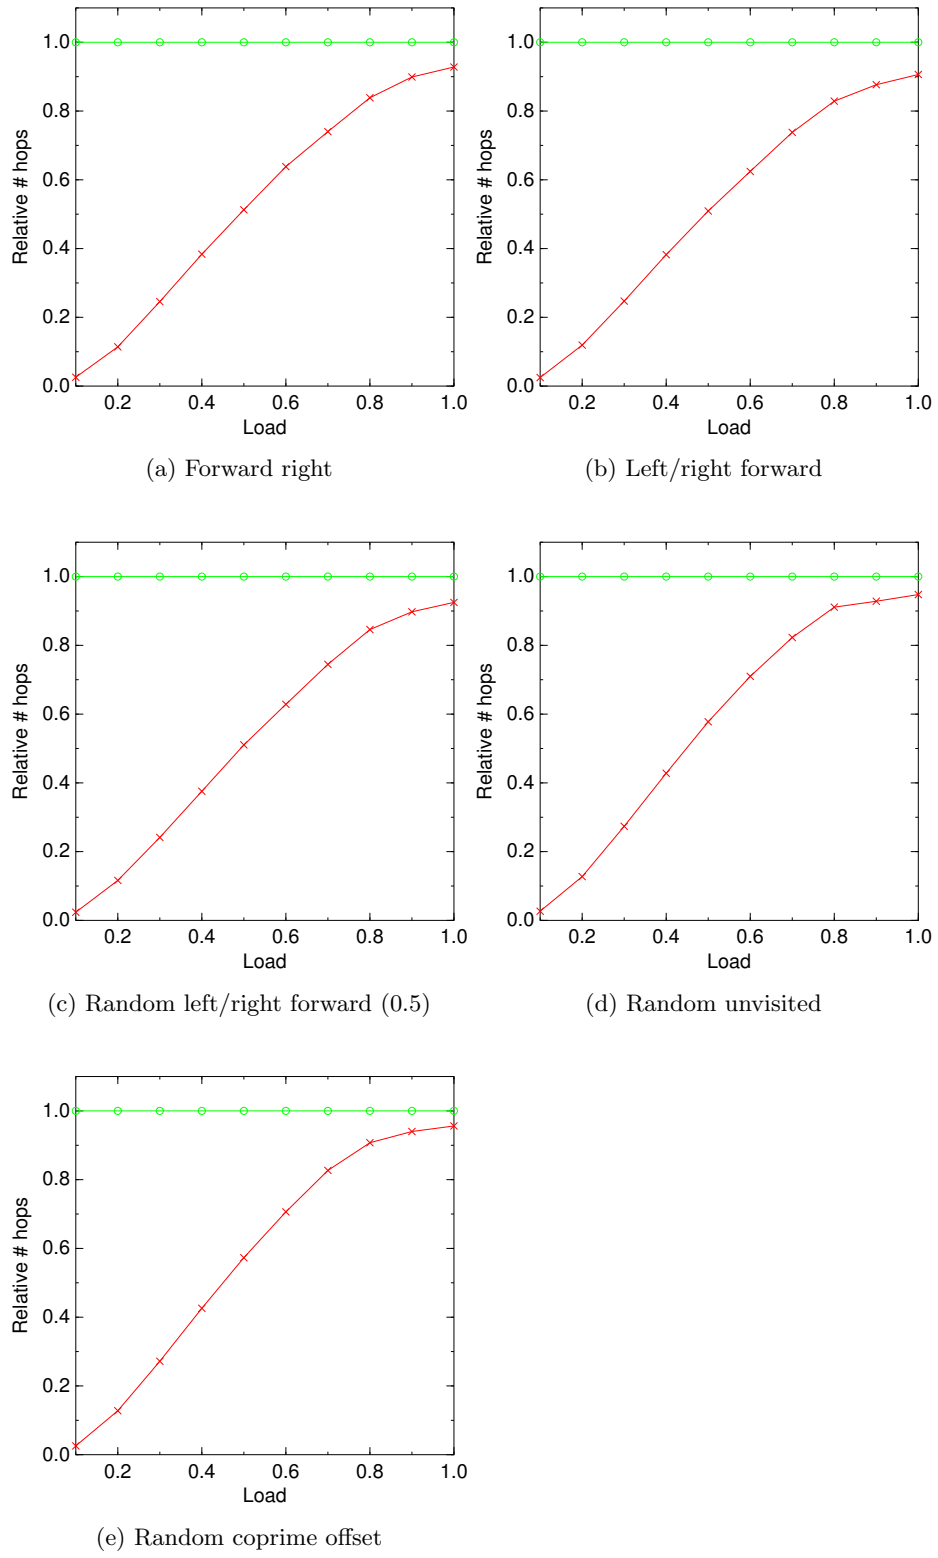 1.0
0.8
0.6
0.4
0.2
0.0
Relative # hops
0.2 0.4 0.6 0.8 1.0
Load
(a) Forward right
1.0
0.8
0.6
0.4
0.2
0.0
Relative # hops
0.2 0.4 0.6 0.8 1.0
Load
(b) Left/right forward
1.0
0.8
0.6
0.4
0.2
0.0
Relative # hops
0.2 0.4 0.6 0.8 1.0
Load
(c) Random left/right forward (0.5)
1.0
0.8
0.6
0.4
0.2
0.0
Relative # hops
0.2 0.4 0.6 0.8 1.0
Load
(d) Random unvisited
1.0
0.8
0.6
0.4
0.2
0.0
Relative # hops
0.2 0.4 0.6 0.8 1.0
Load
(e) Random coprime offset